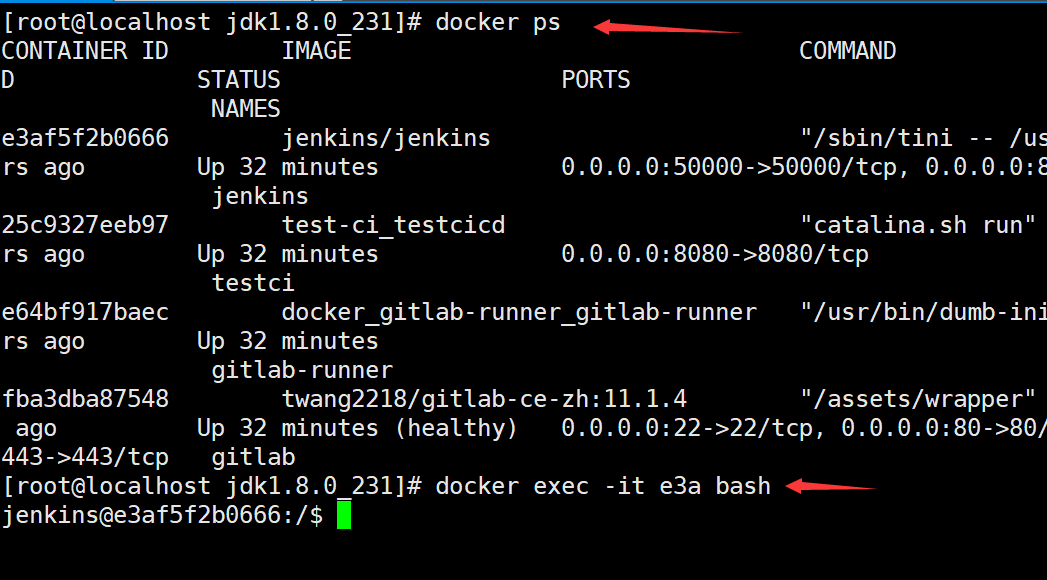 [root@localhost jdk1.8.0_231]# docker ps
CONTAINER ID IMAGE COMMAND
D STATUS PORTS
NAMES
e3af5f2b0666 jenkins/jenkins "/sbin/tini -- /us
rs ago Up 32 minutes 0.0.0.0:50000->50000/tcp, 0.0.0.0:8
jenkins
25c9327eeb97 test-ci_testcicd "catalina.sh run"
rs ago Up 32 minutes 0.0.0.0:8080->8080/tcp
testci
e64bf917baec docker_gitlab-runner_gitlab-runner "/usr/bin/dumb-ini
rs ago Up 32 minutes
gitlab-runner
fba3dba87548 twang2218/gitlab-ce-zh:11.1.4 "/assets/wrapper"
ago Up 32 minutes (healthy) 0.0.0.0:22->22/tcp, 0.0.0.0:80->80/
443->443/tcp gitlab
[root@localhost jdk1.8.0_231]# docker exec -it e3a bash
jenkins@e3af5f2b0666:/$